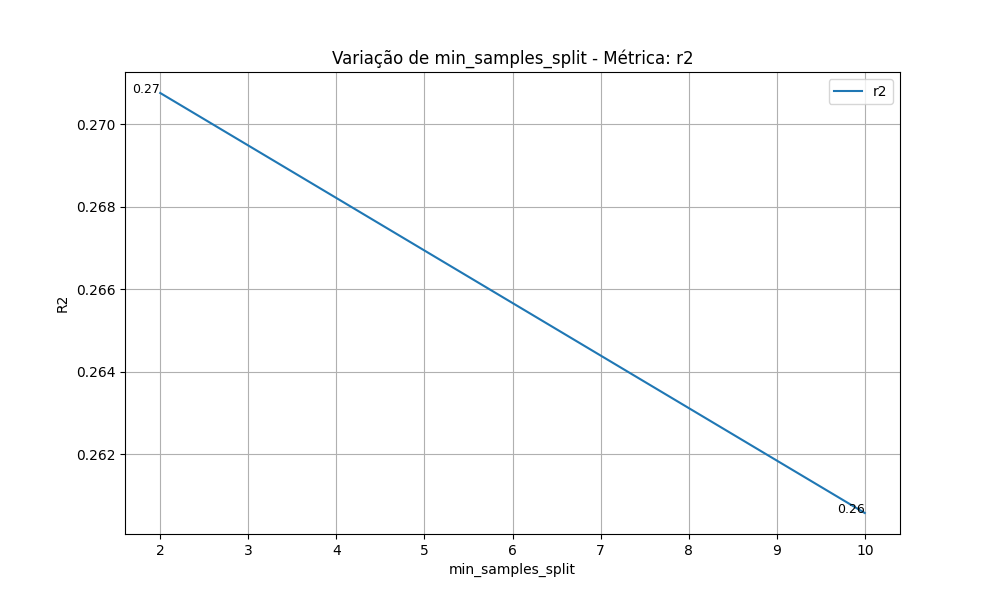 Variação de min_samples_split - Métrica: r2
r2
0.27
0.26
R2
0.270
0.268
0.266
0.264
0.262
2 3 4 5 6 7 8 9 10
min_samples_split